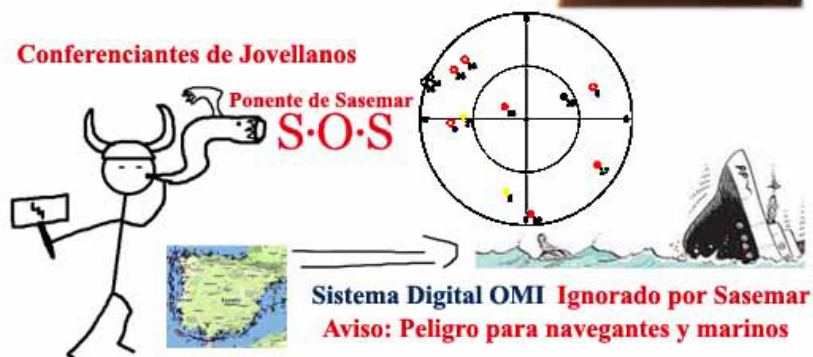 Conferenciantes de Jovellanos
Ponente de Sasemar
S·O·S
Sistema Digital OMI Ignorado por Sasemar
Aviso: Peligro para navegantes y marinos